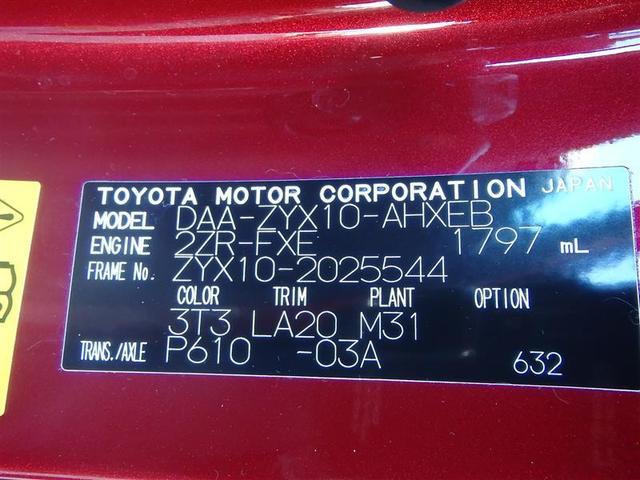 TOYOTA MOTOR CORPORATION JAPAN
MODEL DAA-ZYX10-AHXEB
ENGINE 2ZR-FXE 1797 mL
FRAME No. ZYX10-2025544
COLOR TRIM PLANT OPTION
3T3 LA20 M31
TRANS./AXLE P610 -03A 632